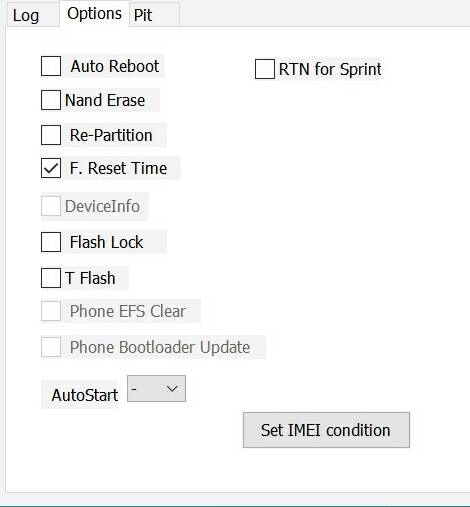 Log Options Pit
Auto Reboot RTN for Sprint
Nand Erase
Re-Partition
F. Reset Time
DeviceInfo
Flash Lock
T Flash
Phone EFS Clear
Phone Bootloader Update
AutoStart -
Set IMEI condition